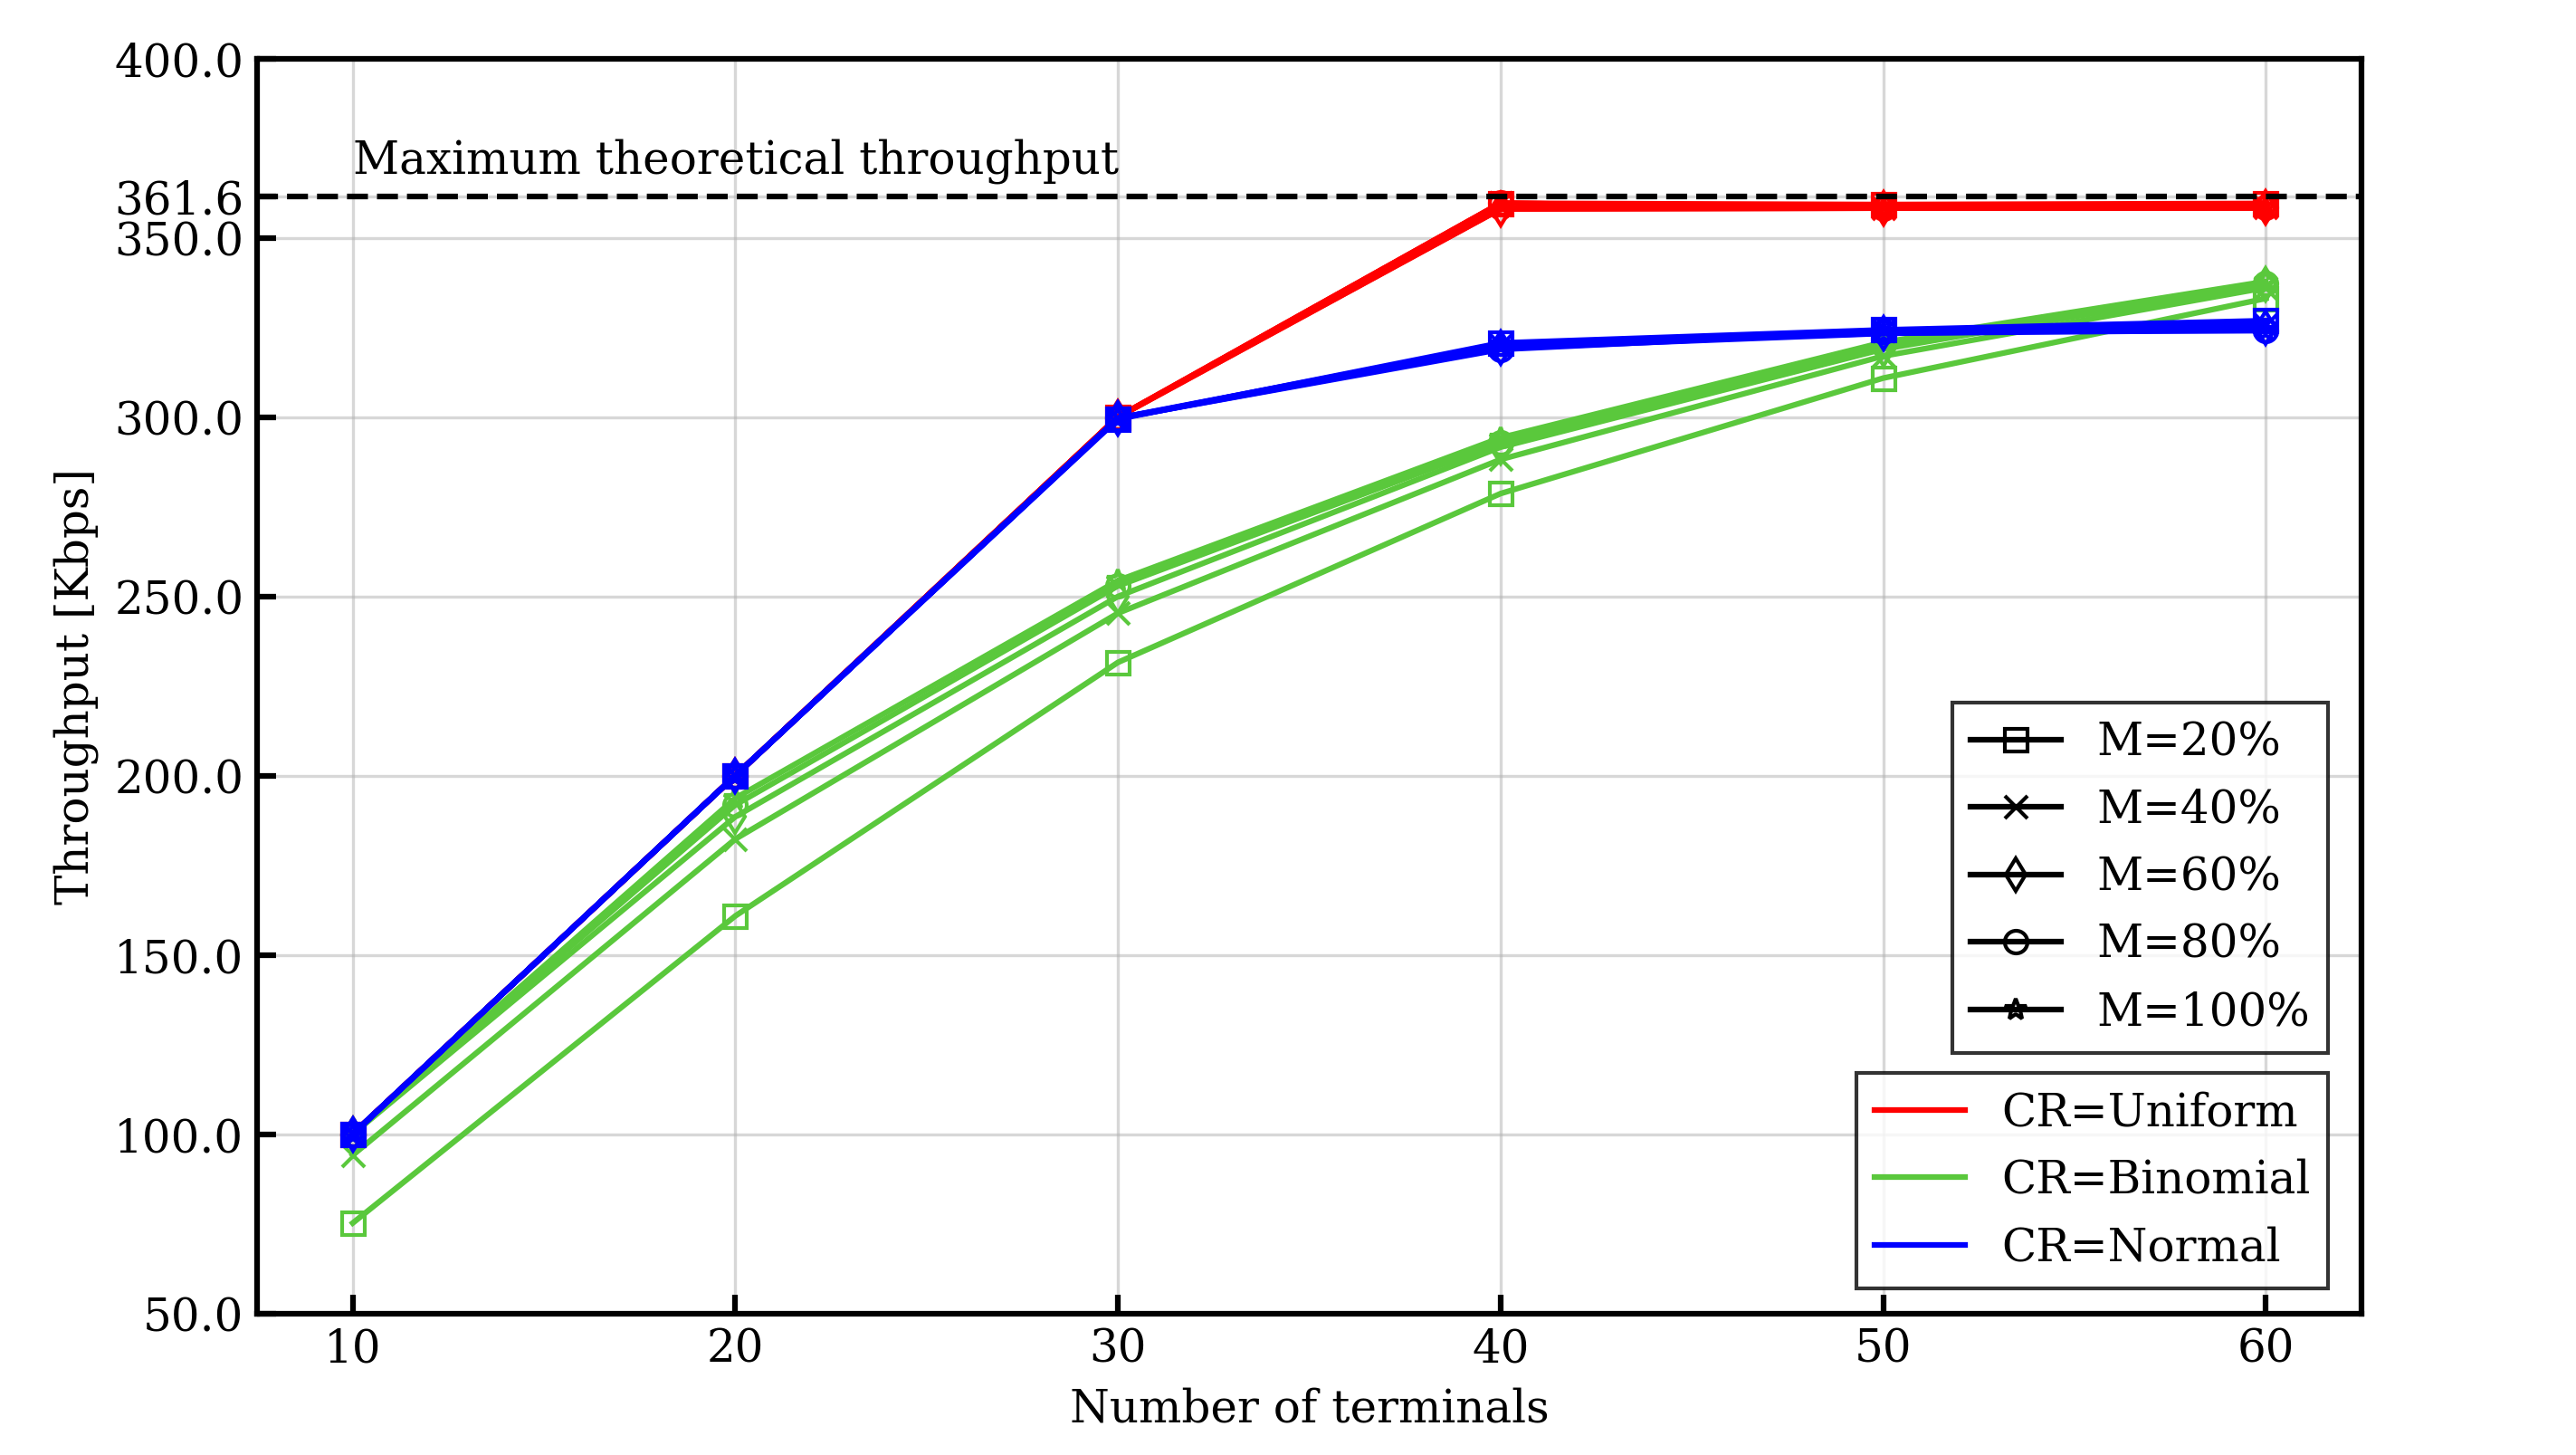 400.0
Maximum theoretical throughput
361.6
350.0
300.0
250.0
200.0
150.0
100.0
50.0
Throughput [Kbps]
M=20%
M=40%
M=60%
M=80%
M=100%
CR=Uniform
CR=Binomial
CR=Normal
10 20 30 40 50 60
Number of terminals